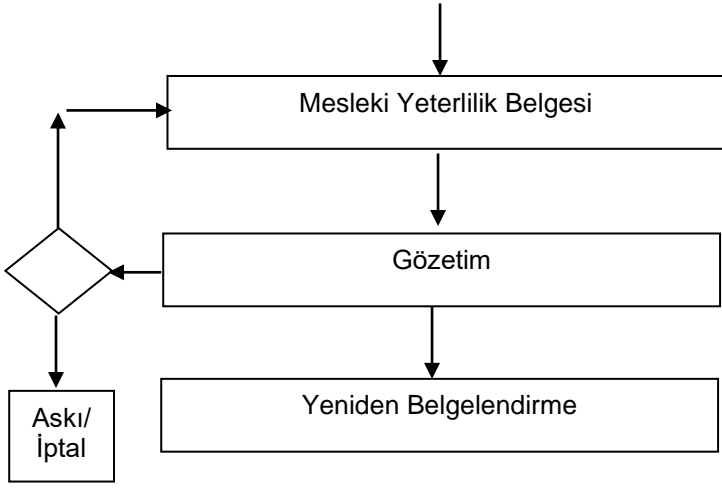 Mesleki Yeterlilik Belgesi
Gözetim
Yeniden Belgelendirme
Askı/
İptal